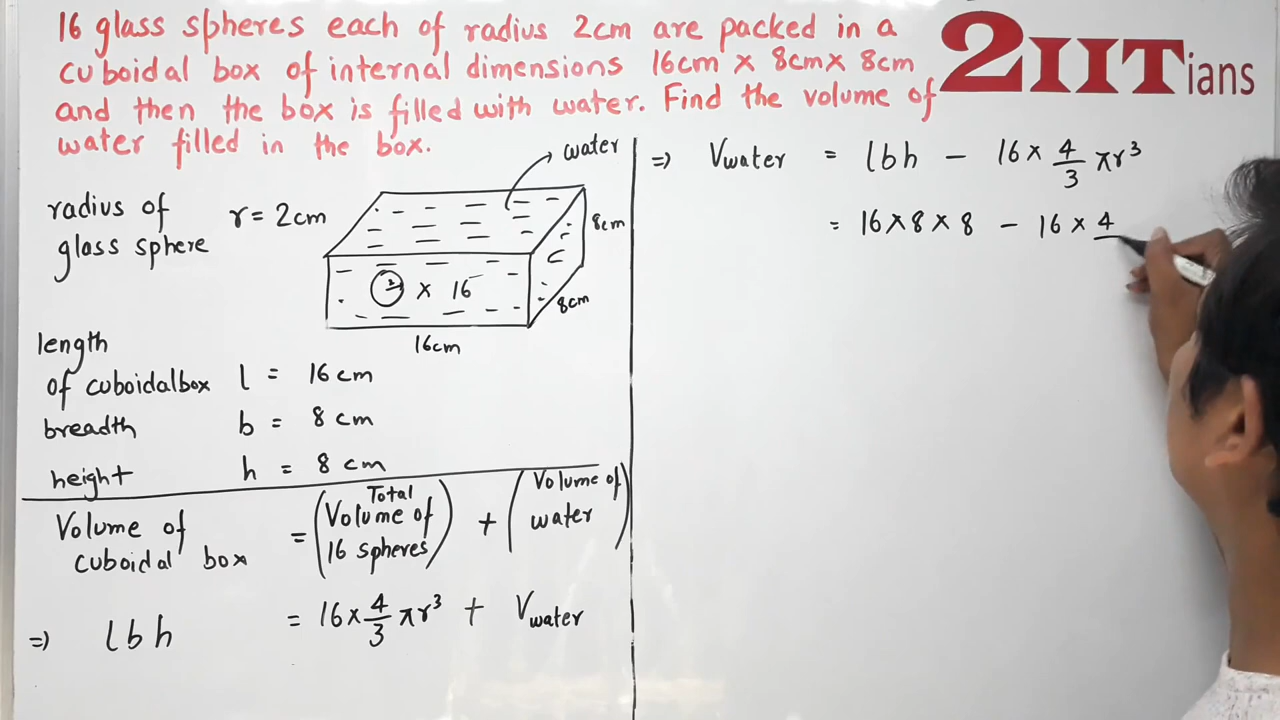 16 glass spheres each of radius 2cm are packed in a
cuboidal box of internal dimensions 16cm x 8cm x 8cm
and then the box is filled with water. Find the volume of
water filled in the box.
2IITians
radius of
glass sphere
r = 2cm
water
8cm
8cm
16cm
2 x 16
length
of cuboidal box l = 16 cm
breadth b = 8 cm
height h = 8 cm
Volume of
cuboidal box
= (Total
Volume of
16 spheres)
+ (Volume of
water)
=> lbh = 16 × 4/3 πr³ + Vwater
=> Vwater = lbh - 16 × 4/3 πr³
= 16 × 8 × 8 - 16 × 4